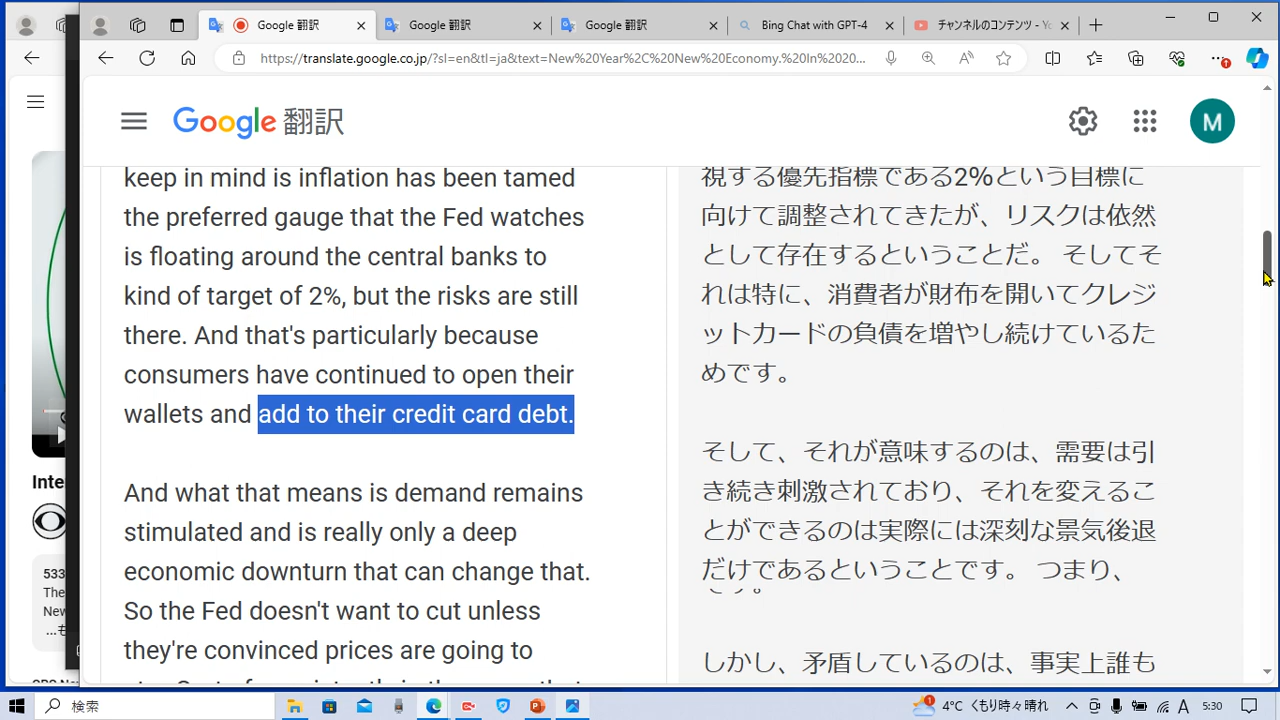 Google 翻訳
Google 翻訳
Google 翻訳
Bing Chat with GPT-4
チャンネルのコンテンツ - Yo
https://translate.google.co.jp/?sl=en&tl=ja&text=New%20Year%2C%20New%20Economy.%20In%2020...
Google 翻訳
M
keep in mind is inflation has been tamed
the preferred gauge that the Fed watches
is floating around the central banks to
kind of target of 2%, but the risks are still
there. And that's particularly because
consumers have continued to open their
wallets and add to their credit card debt.
And what that means is demand remains
stimulated and is really only a deep
economic downturn that can change that.
So the Fed doesn't want to cut unless
they're convinced prices are going to
視する優先指標である2%という目標に
向けて調整されてきたが、リスクは依然
として存在するということだ。 そしてそ
れは特に、消費者が財布を開いてクレジ
ットカードの負債を増やし続けているた
めです。
そして、それが意味するのは、需要は引
き続き刺激されており、それを変えるこ
とができるのは実際には深刻な景気後退
だけであるということです。 つまり、
しかし、矛盾しているのは、事実上誰も
Inte
533
The
New
...も
検索
1
4°C くもり時々晴れ
A
5:30